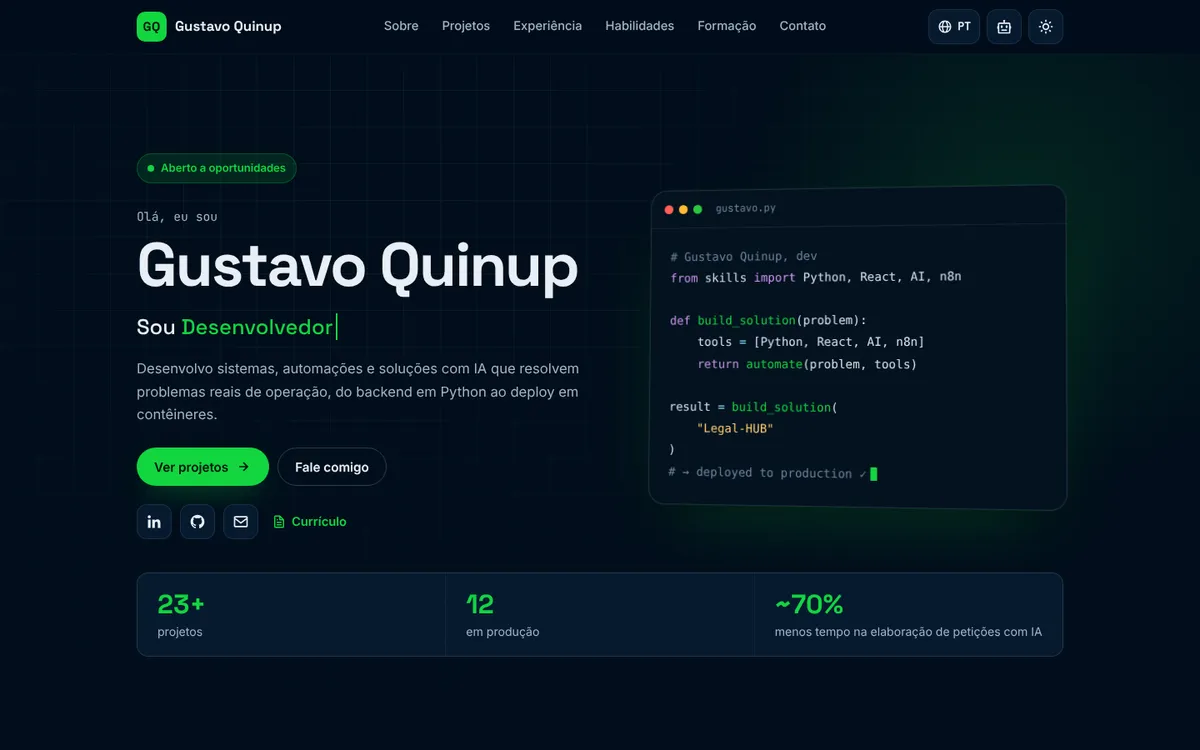 GQ Gustavo Quinup
Sobre Projetos Experiência Habilidades Formação Contato
PT
Aberto a oportunidades
Olá, eu sou
Gustavo Quinup
Sou Desenvolvedor
Desenvolvo sistemas, automações e soluções com IA que resolvem
problemas reais de operação, do backend em Python ao deploy em
contêineres.
Ver projetos →
Fale comigo
in
Currículo
gustavo.py
# Gustavo Quinup, dev
from skills import Python, React, AI, n8n
def build_solution(problem):
    tools = [Python, React, AI, n8n]
    return automate(problem, tools)
result = build_solution(
    "Legal-HUB"
)
# → deployed to production ✓
23+
projetos
12
em produção
~70%
menos tempo na elaboração de petições com IA